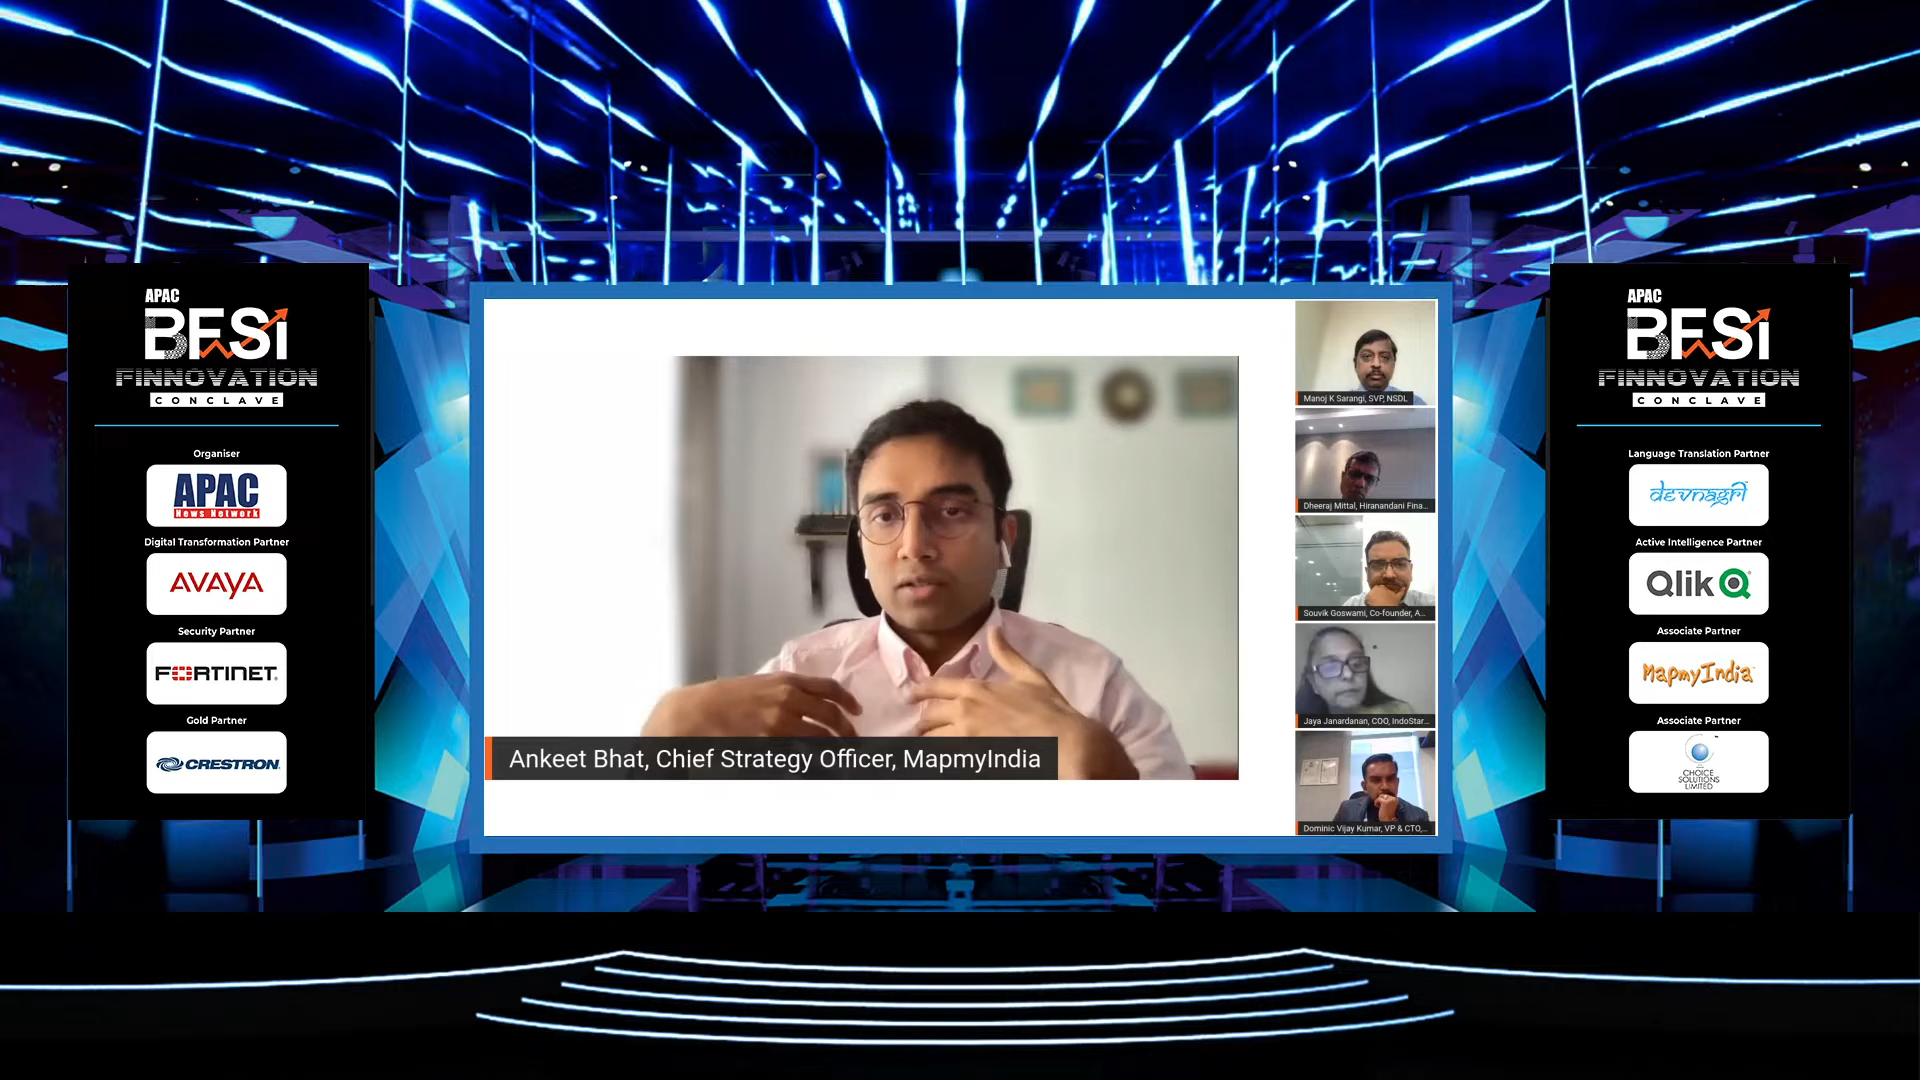 APAC
BFSI
FINNOVATION
CONCLAVE
Organiser
APAC
News Network
Digital Transformation Partner
AVAYA
Security Partner
FORTINET
Gold Partner
CRESTRON
Ankeet Bhat, Chief Strategy Officer, MapmyIndia
Manoj K Sarangi, SVP, NSDL
Dheeraj Mittal, Hiranandani Fina...
Souvik Goswami, Co-founder, A...
Jaya Janardanan, COO, IndoStar...
Dominic Vijay Kumar, VP & CTO,...
APAC
BFSI
FINNOVATION
CONCLAVE
Language Translation Partner
devnagri
Active Intelligence Partner
Qlik
Associate Partner
MapmyIndia
Associate Partner
CHOICE
SOLUTIONS
LIMITED